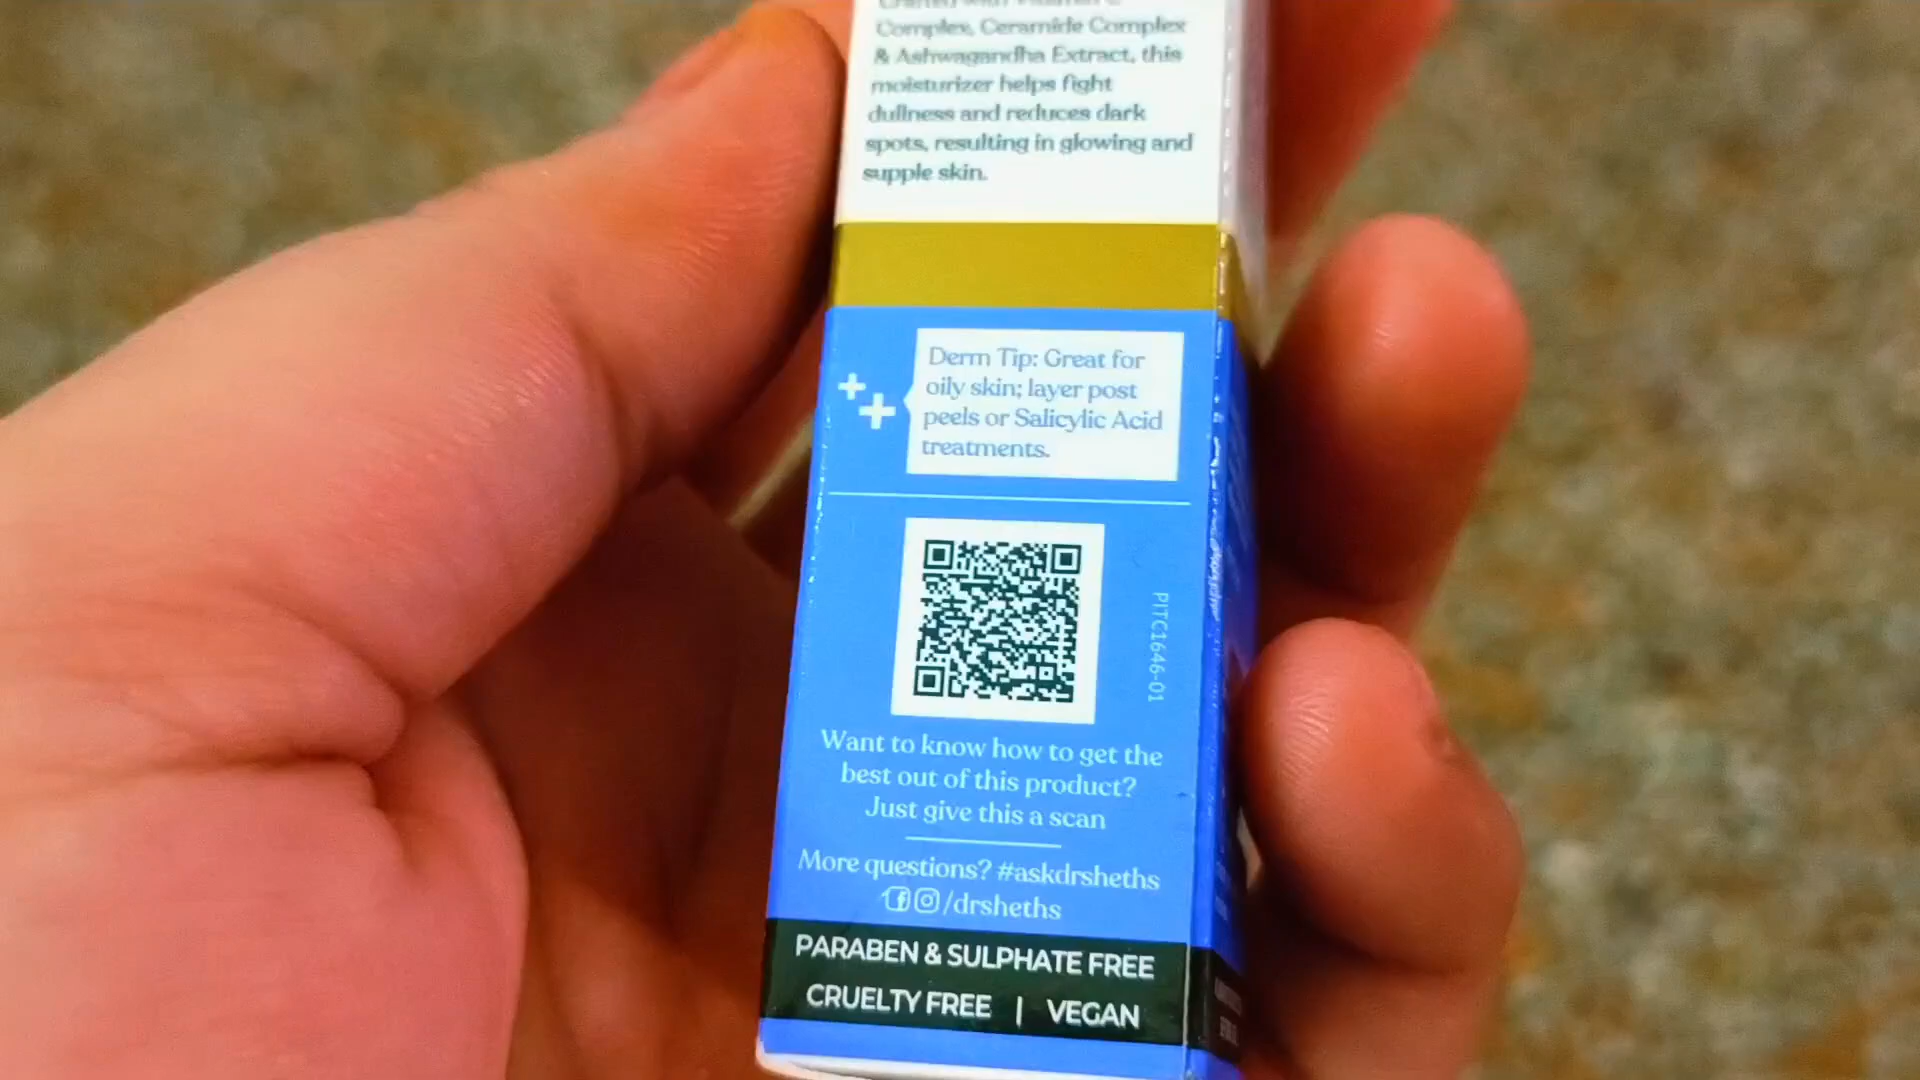 Crafted with Vitamin C
Complex, Ceramide Complex
& Ashwagandha Extract, this
moisturizer helps fight
dullness and reduces dark
spots, resulting in glowing and
supple skin.
Derm Tip: Great for
oily skin; layer post
peels or Salicylic Acid
treatments.
PITC1646-01
Want to know how to get the
best out of this product?
Just give this a scan
More questions? #askdrsheths
/drsheths
PARABEN & SULPHATE FREE
CRUELTY FREE | VEGAN